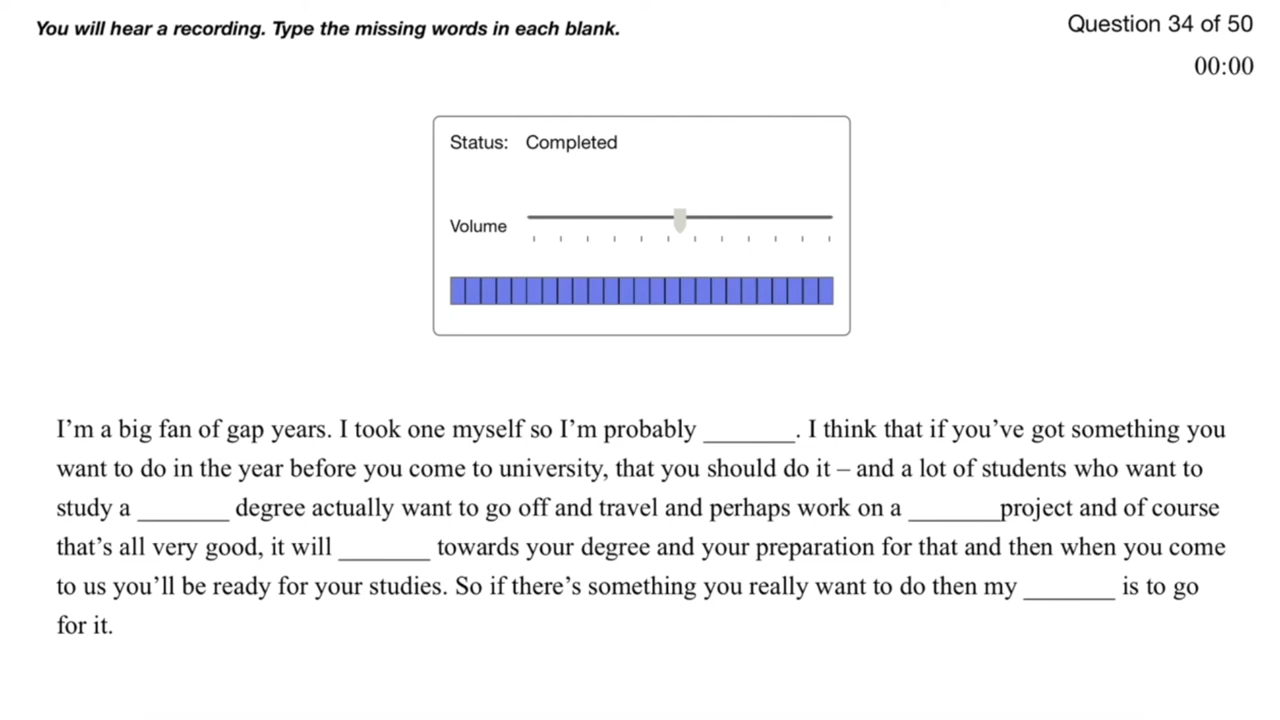 You will hear a recording. Type the missing words in each blank.
Question 34 of 50
00:00
Status: Completed
Volume
I'm a big fan of gap years. I took one myself so I'm probably _______. I think that if you've got something you
want to do in the year before you come to university, that you should do it – and a lot of students who want to
study a _______ degree actually want to go off and travel and perhaps work on a _______project and of course
that's all very good, it will _______ towards your degree and your preparation for that and then when you come
to us you'll be ready for your studies. So if there's something you really want to do then my _______ is to go
for it.